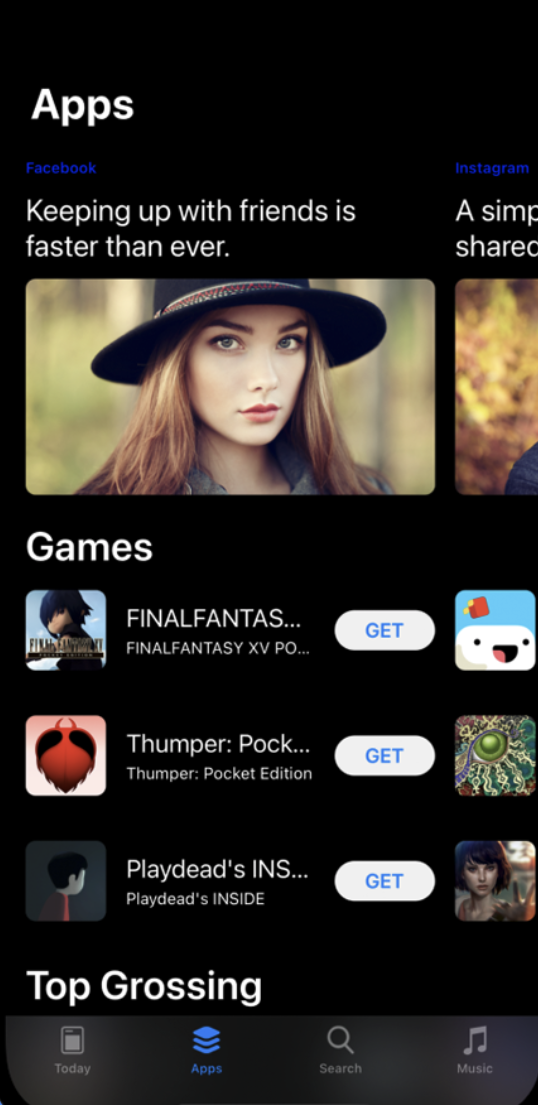 Apps
Facebook
Instagram
Keeping up with friends is
faster than ever.
A simp
shared
Games
FINALFANTAS...
FINALFANTASY XV PO...
GET
Thumper: Pock...
Thumper: Pocket Edition
GET
Playdead's INS...
Playdead's INSIDE
GET
Top Grossing
Today
Apps
Search
Music